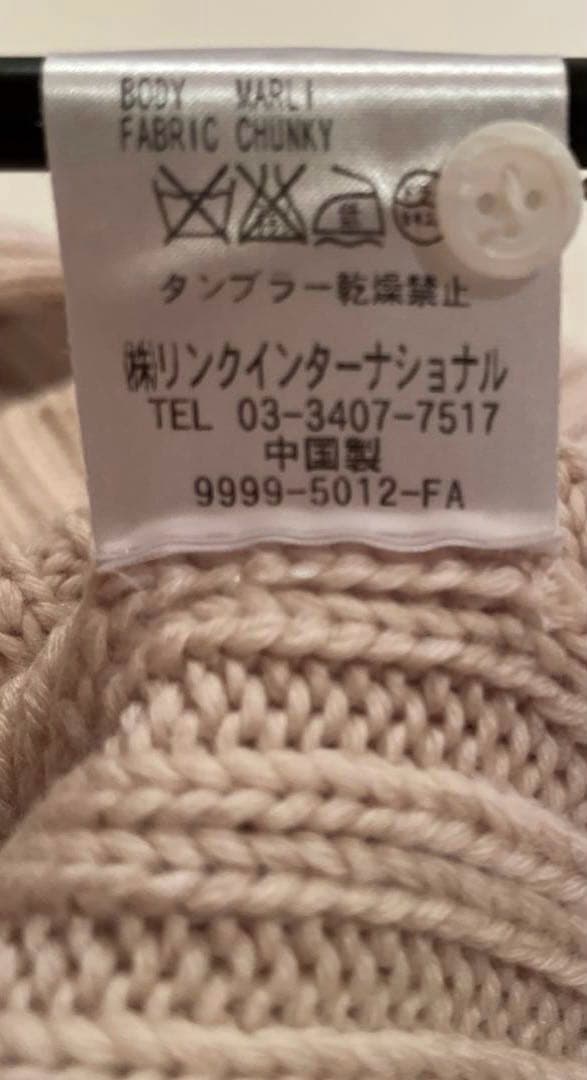 BODY MARLI
FABRIC CHUNKY
タンブラー乾燥禁止
㈱リンクインターナショナル
TEL 03-3407-7517
中国製
9999-5012-FA